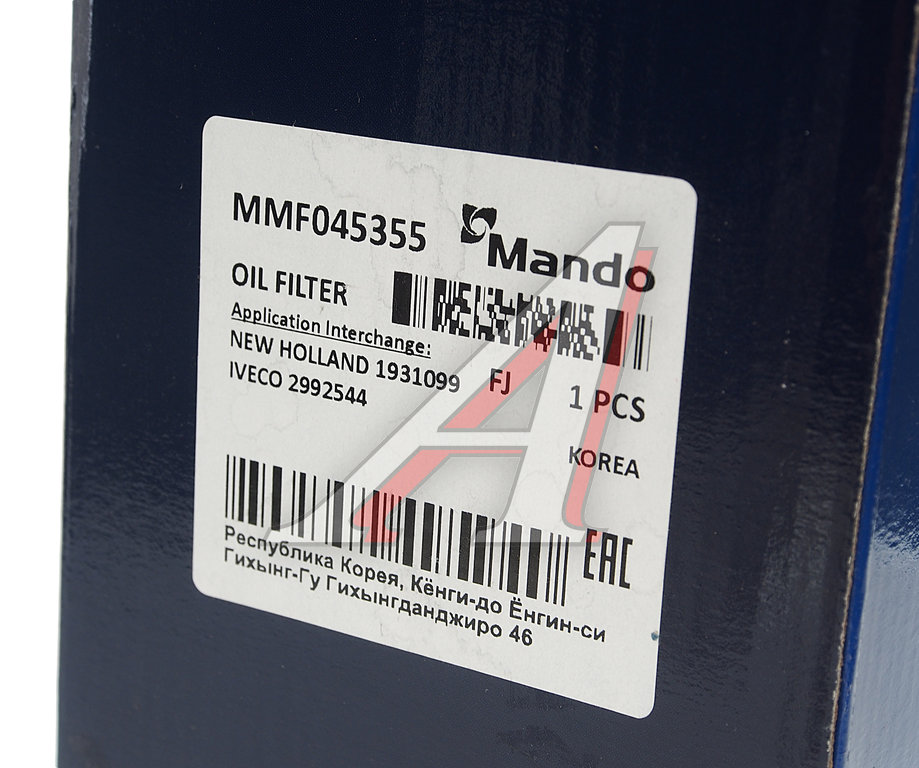 MMF045355
Mando
OIL FILTER
Application Interchange:
NEW HOLLAND 1931099
IVECO 2992544
FJ
1 PCS
KOREA
EAC
Республика Корея, Кёнги-до Ёнгин-си
Гихынг-Гу Гихынгданджиро 46